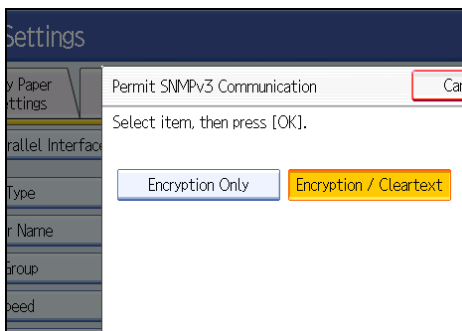 Settings
y Paper
ttings
Permit SNMPv3 Communication
Ca
Select item, then press [OK].
rallel Interface
Encryption Only
Encryption / Cleartext
Type
r Name
Group
peed